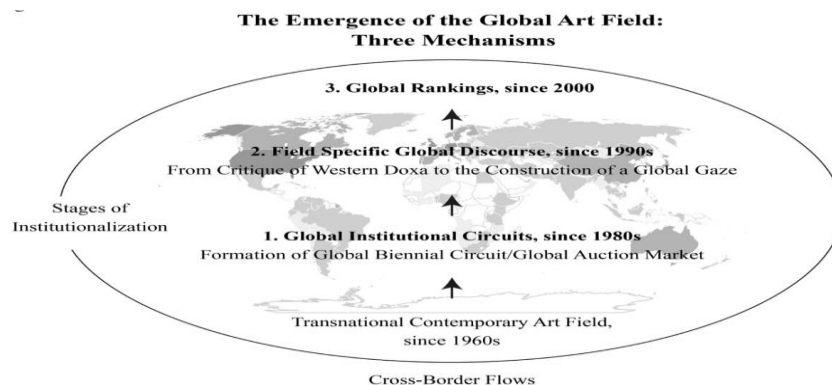 The Emergence of the Global Art Field:
Three Mechanisms
3. Global Rankings, since 2000
2. Field Specific Global Discourse, since 1990s
From Critique of Western Doxa to the Construction of a Global Gaze
Stages of
Institutionalization
1. Global Institutional Circuits, since 1980s
Formation of Global Biennial Circuit/Global Auction Market
Transnational Contemporary Art Field,
since 1960s
Cross-Border Flows